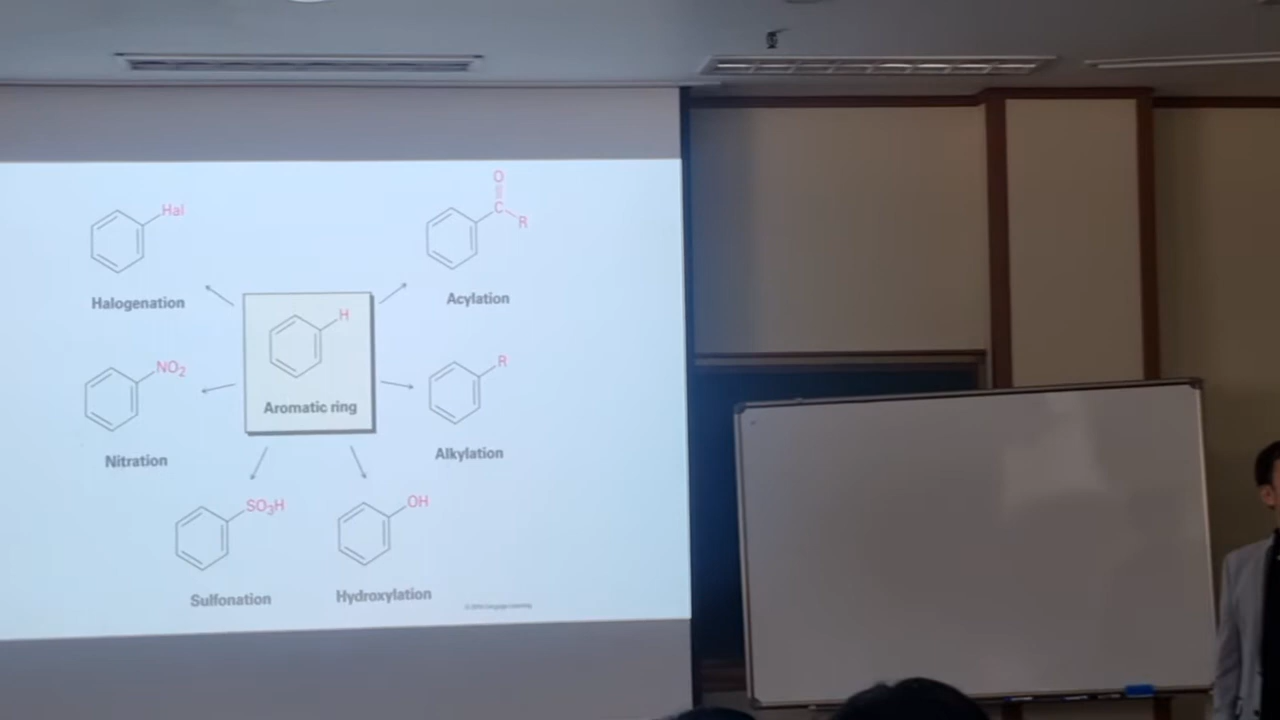 Hal
Halogenation
O
C
R
Acylation
H
Aromatic ring
NO2
Nitration
R
Alkylation
SO3H
Sulfonation
OH
Hydroxylation